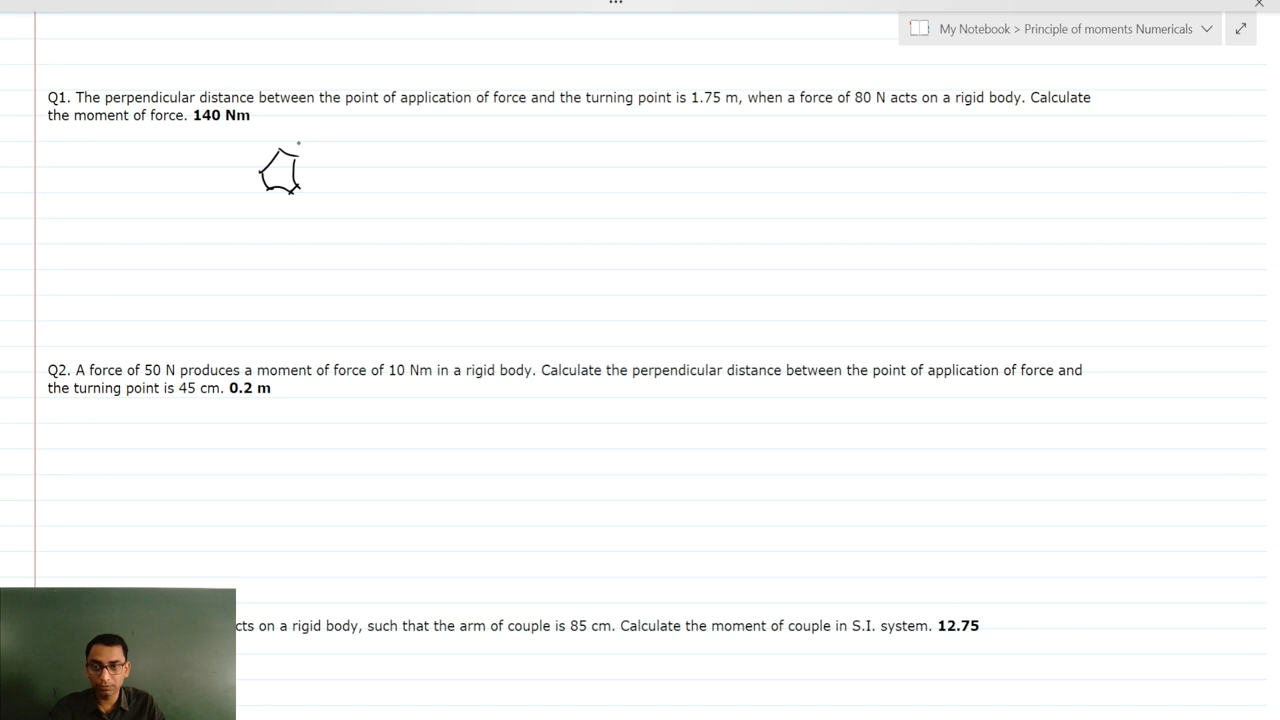 My Notebook > Principle of moments Numericals
Q1. The perpendicular distance between the point of application of force and the turning point is 1.75 m, when a force of 80 N acts on a rigid body. Calculate
the moment of force. 140 Nm
Q2. A force of 50 N produces a moment of force of 10 Nm in a rigid body. Calculate the perpendicular distance between the point of application of force and
the turning point is 45 cm. 0.2 m
cts on a rigid body, such that the arm of couple is 85 cm. Calculate the moment of couple in S.I. system. 12.75